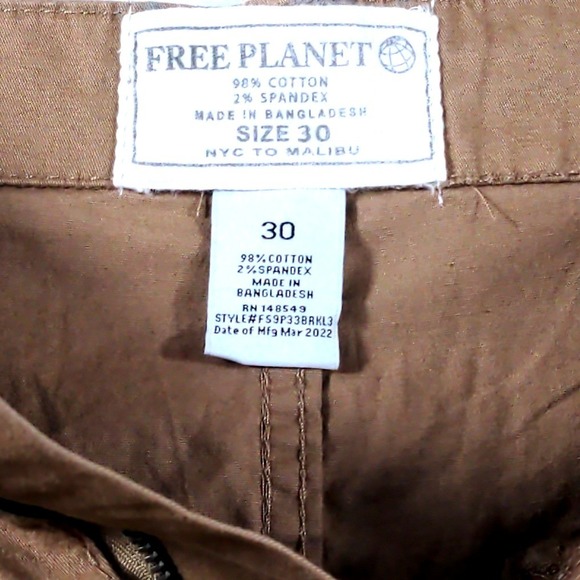 FREE PLANET
98% COTTON
2% SPANDEX
MADE IN BANGLADESH
SIZE 30
NYC TO MALIBU
30
98% COTTON
2% SPANDEX
MADE IN
BANGLADESH
RN 148549
STYLE#FS9P33BRKL3
Date of Mfg Mar 2022